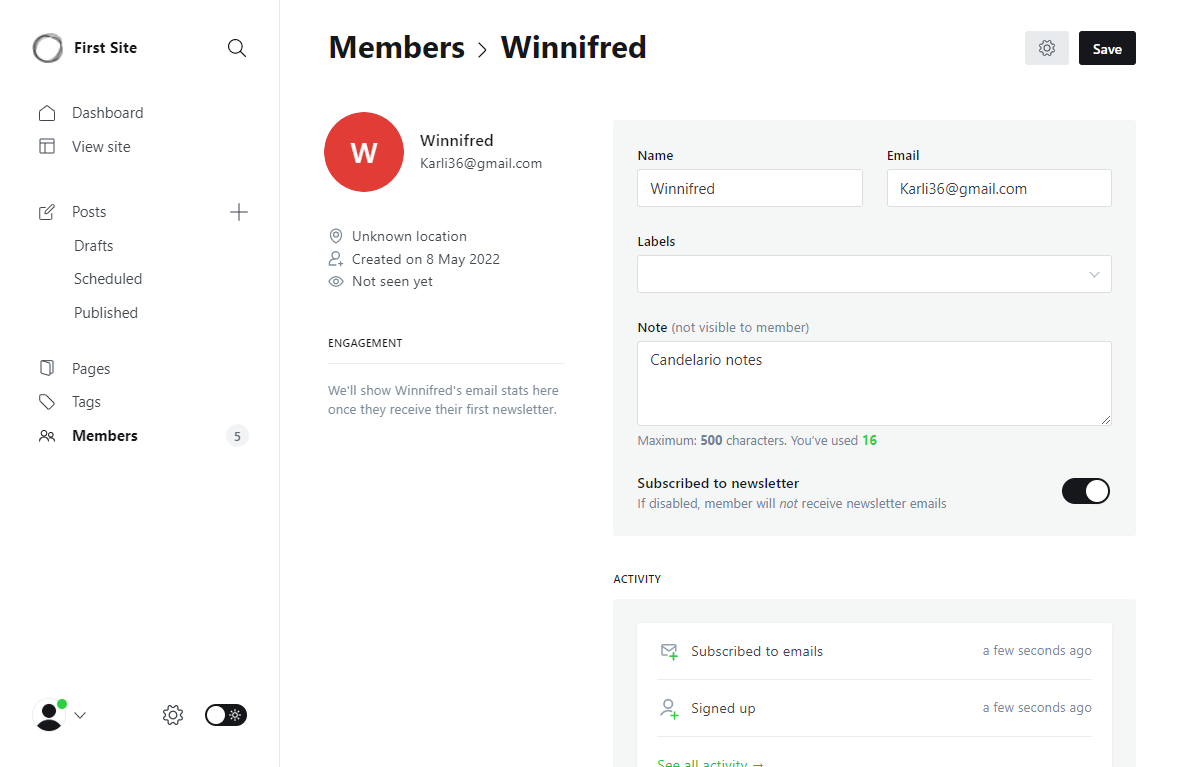 First Site
Dashboard
View site
Posts
Drafts
Scheduled
Published
Pages
Tags
Members 5
Members > Winnifred
Save
W
Winnifred
Karli36@gmail.com
Unknown location
Created on 8 May 2022
Not seen yet
ENGAGEMENT
We'll show Winnifred's email stats here
once they receive their first newsletter.
Name
Winnifred
Email
Karli36@gmail.com
Labels
Note (not visible to member)
Candelario notes
Maximum: 500 characters. You've used 16
Subscribed to newsletter
If disabled, member will not receive newsletter emails
ACTIVITY
Subscribed to emails a few seconds ago
Signed up a few seconds ago
See all activity →